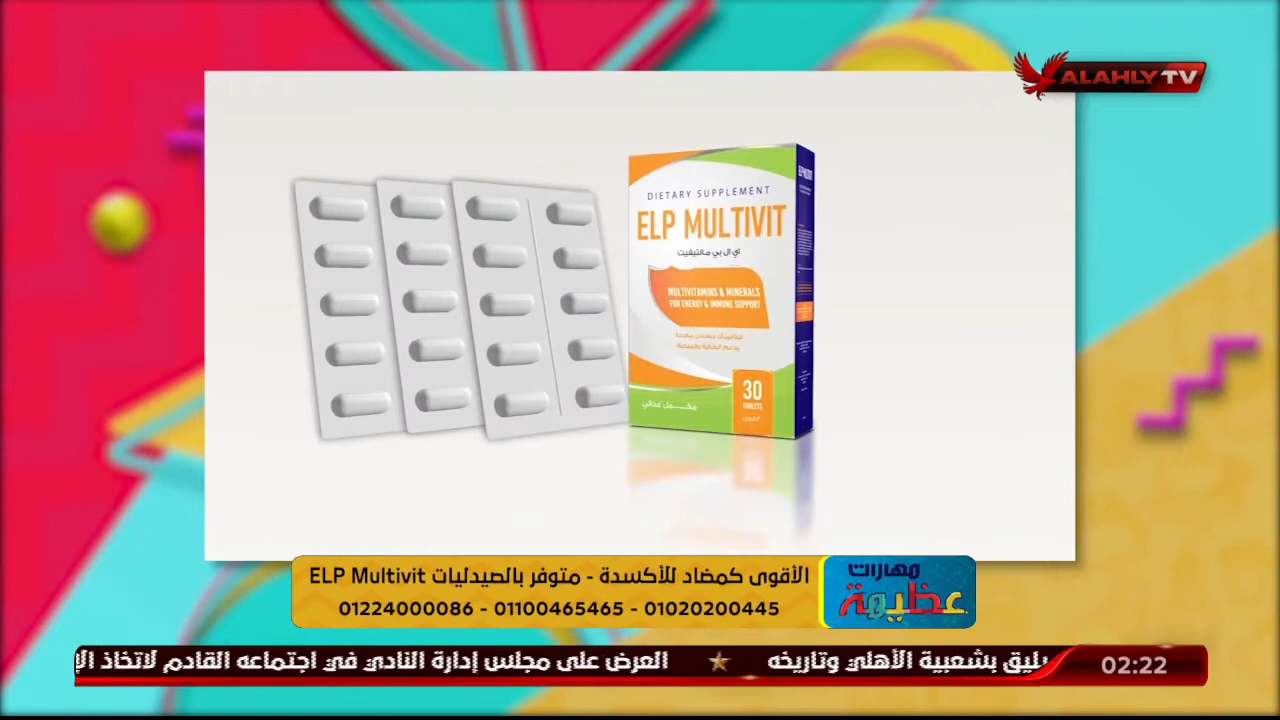 ALAHLY TV
DIETARY SUPPLEMENT
ELP MULTIVIT
اي ال بي مالتيفيت
MULTIVITAMINS & MINERALS
FOR ENERGY & IMMUNE SUPPORT
30
TABLETS
مكمل غذائي
مهارات
عظيمة
الأقوى كمضاد للأكسدة - متوفر بالصيدليات ELP Multivit
01224000086 - 01100465465 - 01020200445
يليق بشعبية الأهلي وتاريخه ★ العرض على مجلس إدارة النادي في اجتماعه القادم لاتخاذ
02:22